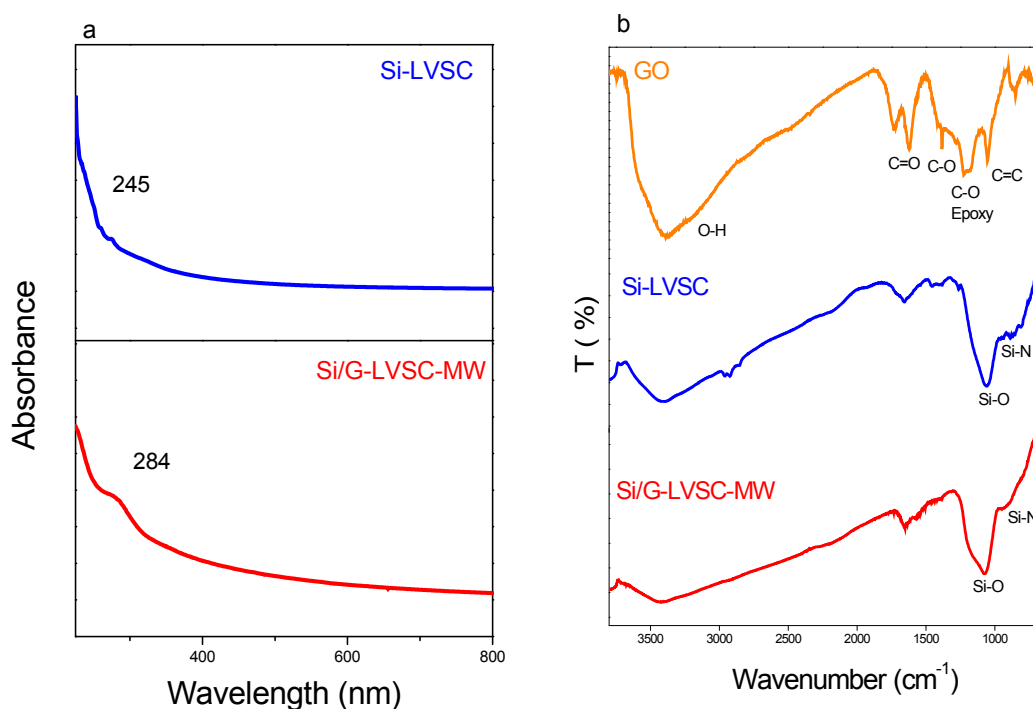 a
Si-LVSC
245
Si/G-LVSC-MW
284
Absorbance
400
600
800
Wavelength (nm)
b
GO
C=O
C-O
C-O
Epoxy
C=C
O-H
Si-LVSC
Si-N
Si-O
Si/G-LVSC-MW
Si-N
Si-O
T ( %)
3500
3000
2500
2000
1500
1000
Wavenumber (cm⁻¹)